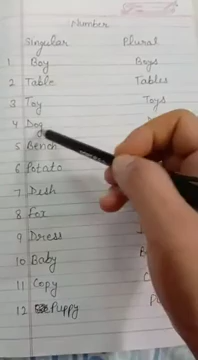 Number
Singular Plural
1 Boy Boys
2 Table Tables
3 Toy Toys
4 Dog
5 Bench
6 Potato
7 Dish
8 Fox
9 Dress
10 Baby
11 Copy
12 Puppy